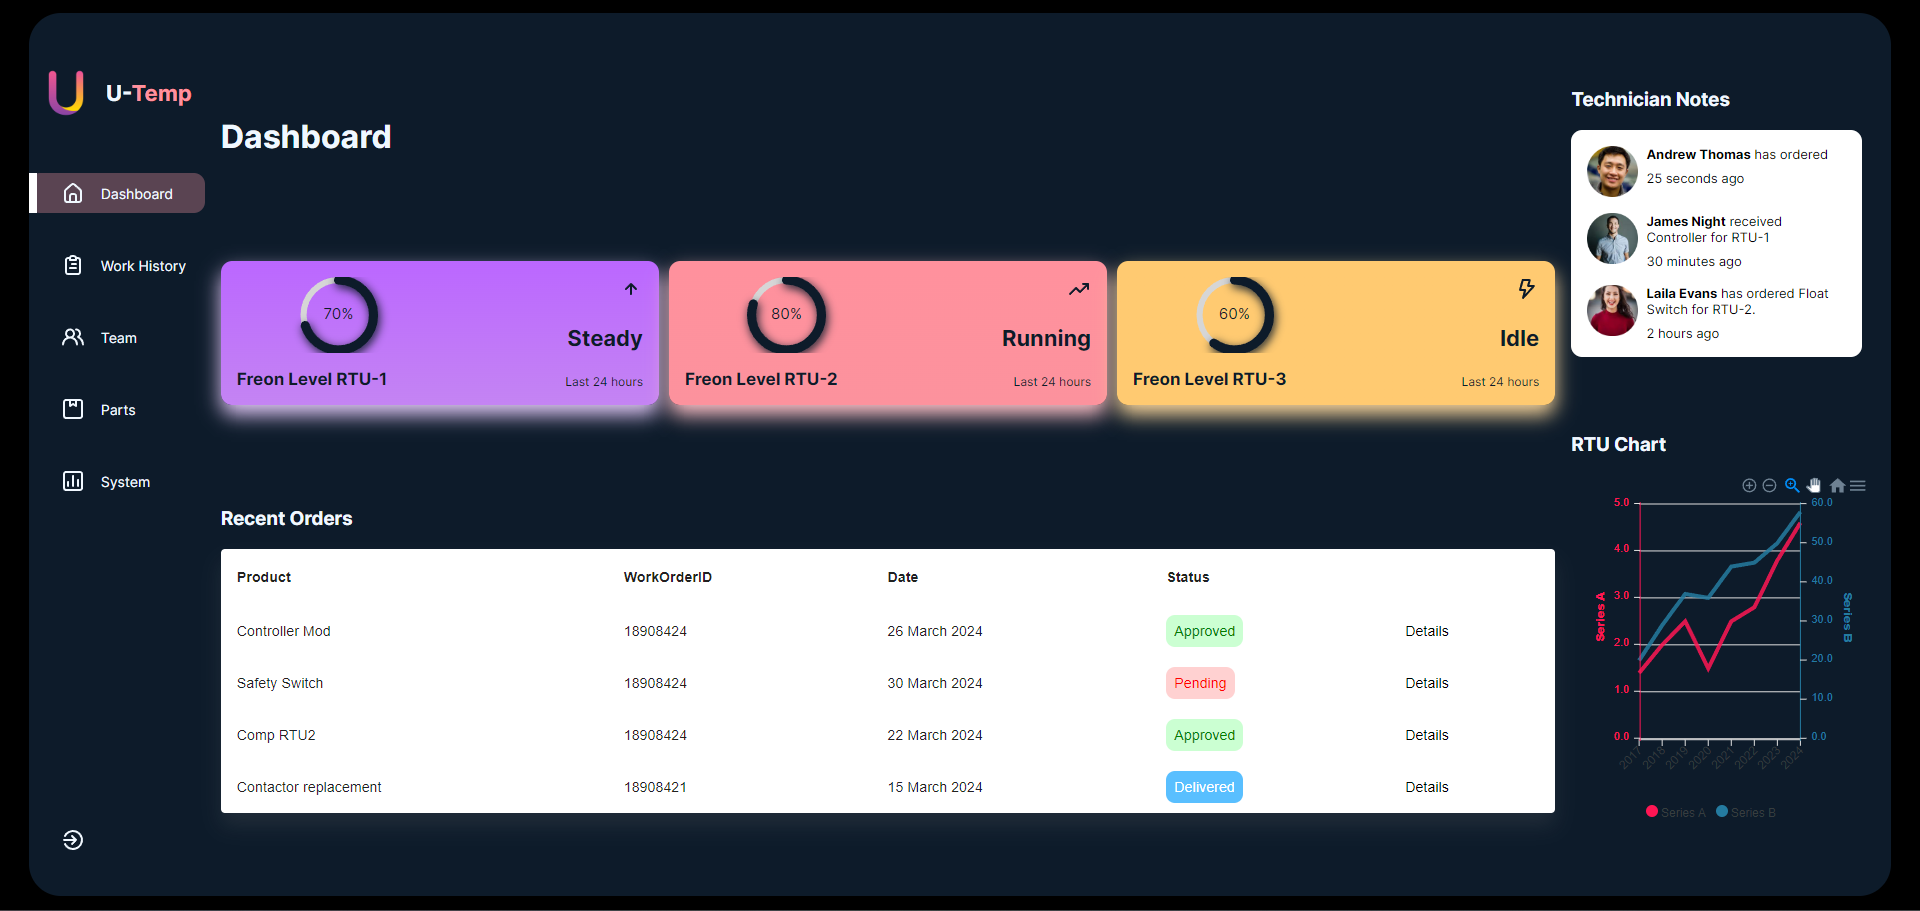 U-Temp
Dashboard
Work History
Team
Parts
System
Dashboard
70%
Steady
Freon Level RTU-1
Last 24 hours
80%
Running
Freon Level RTU-2
Last 24 hours
60%
Idle
Freon Level RTU-3
Last 24 hours
Recent Orders
Product WorkOrderID Date Status
Controller Mod 18908424 26 March 2024 Approved Details
Safety Switch 18908424 30 March 2024 Pending Details
Comp RTU2 18908424 22 March 2024 Approved Details
Contactor replacement 18908421 15 March 2024 Delivered Details
Technician Notes
Andrew Thomas has ordered
25 seconds ago
James Night received
Controller for RTU-1
30 minutes ago
Laila Evans has ordered Float
Switch for RTU-2.
2 hours ago
RTU Chart
5.0
4.0
3.0
2.0
1.0
0.0
Series A
60.0
50.0
40.0
30.0
20.0
10.0
0.0
Series B
2017 2018 2019 2020 2021 2022 2023 2024
Series A Series B